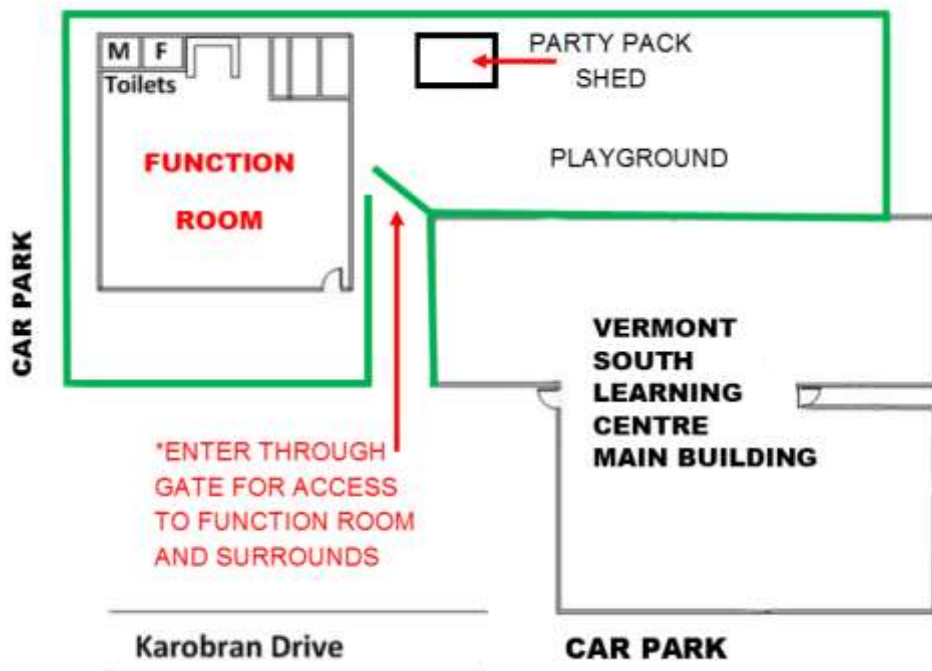 M F
Toilets
PARTY PACK
SHED
FUNCTION
ROOM
PLAYGROUND
CAR PARK
VERMONT
SOUTH
LEARNING
CENTRE
MAIN BUILDING
*ENTER THROUGH
GATE FOR ACCESS
TO FUNCTION ROOM
AND SURROUNDS
Karobran Drive
CAR PARK